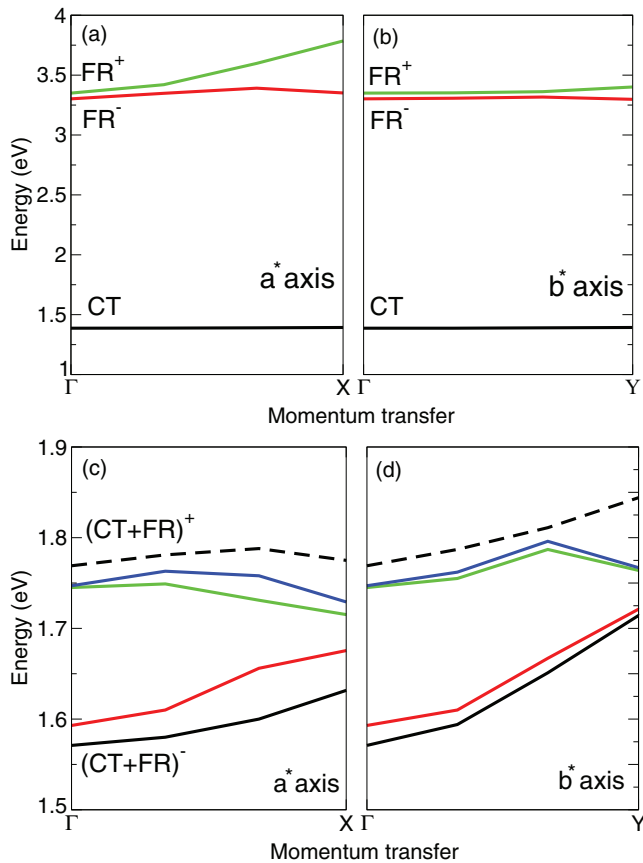 (a)
(b)
4
3.5
3
2.5
2
1.5
1
Energy (eV)
FR+
FR-
CT
a* axis
FR+
FR-
CT
b* axis
Γ
X
Γ
Y
Momentum transfer
(c)
(d)
1.9
1.8
1.7
1.6
1.5
Energy (eV)
(CT+FR)+
(CT+FR)-
a* axis
b* axis
Γ
X
Γ
Y
Momentum transfer